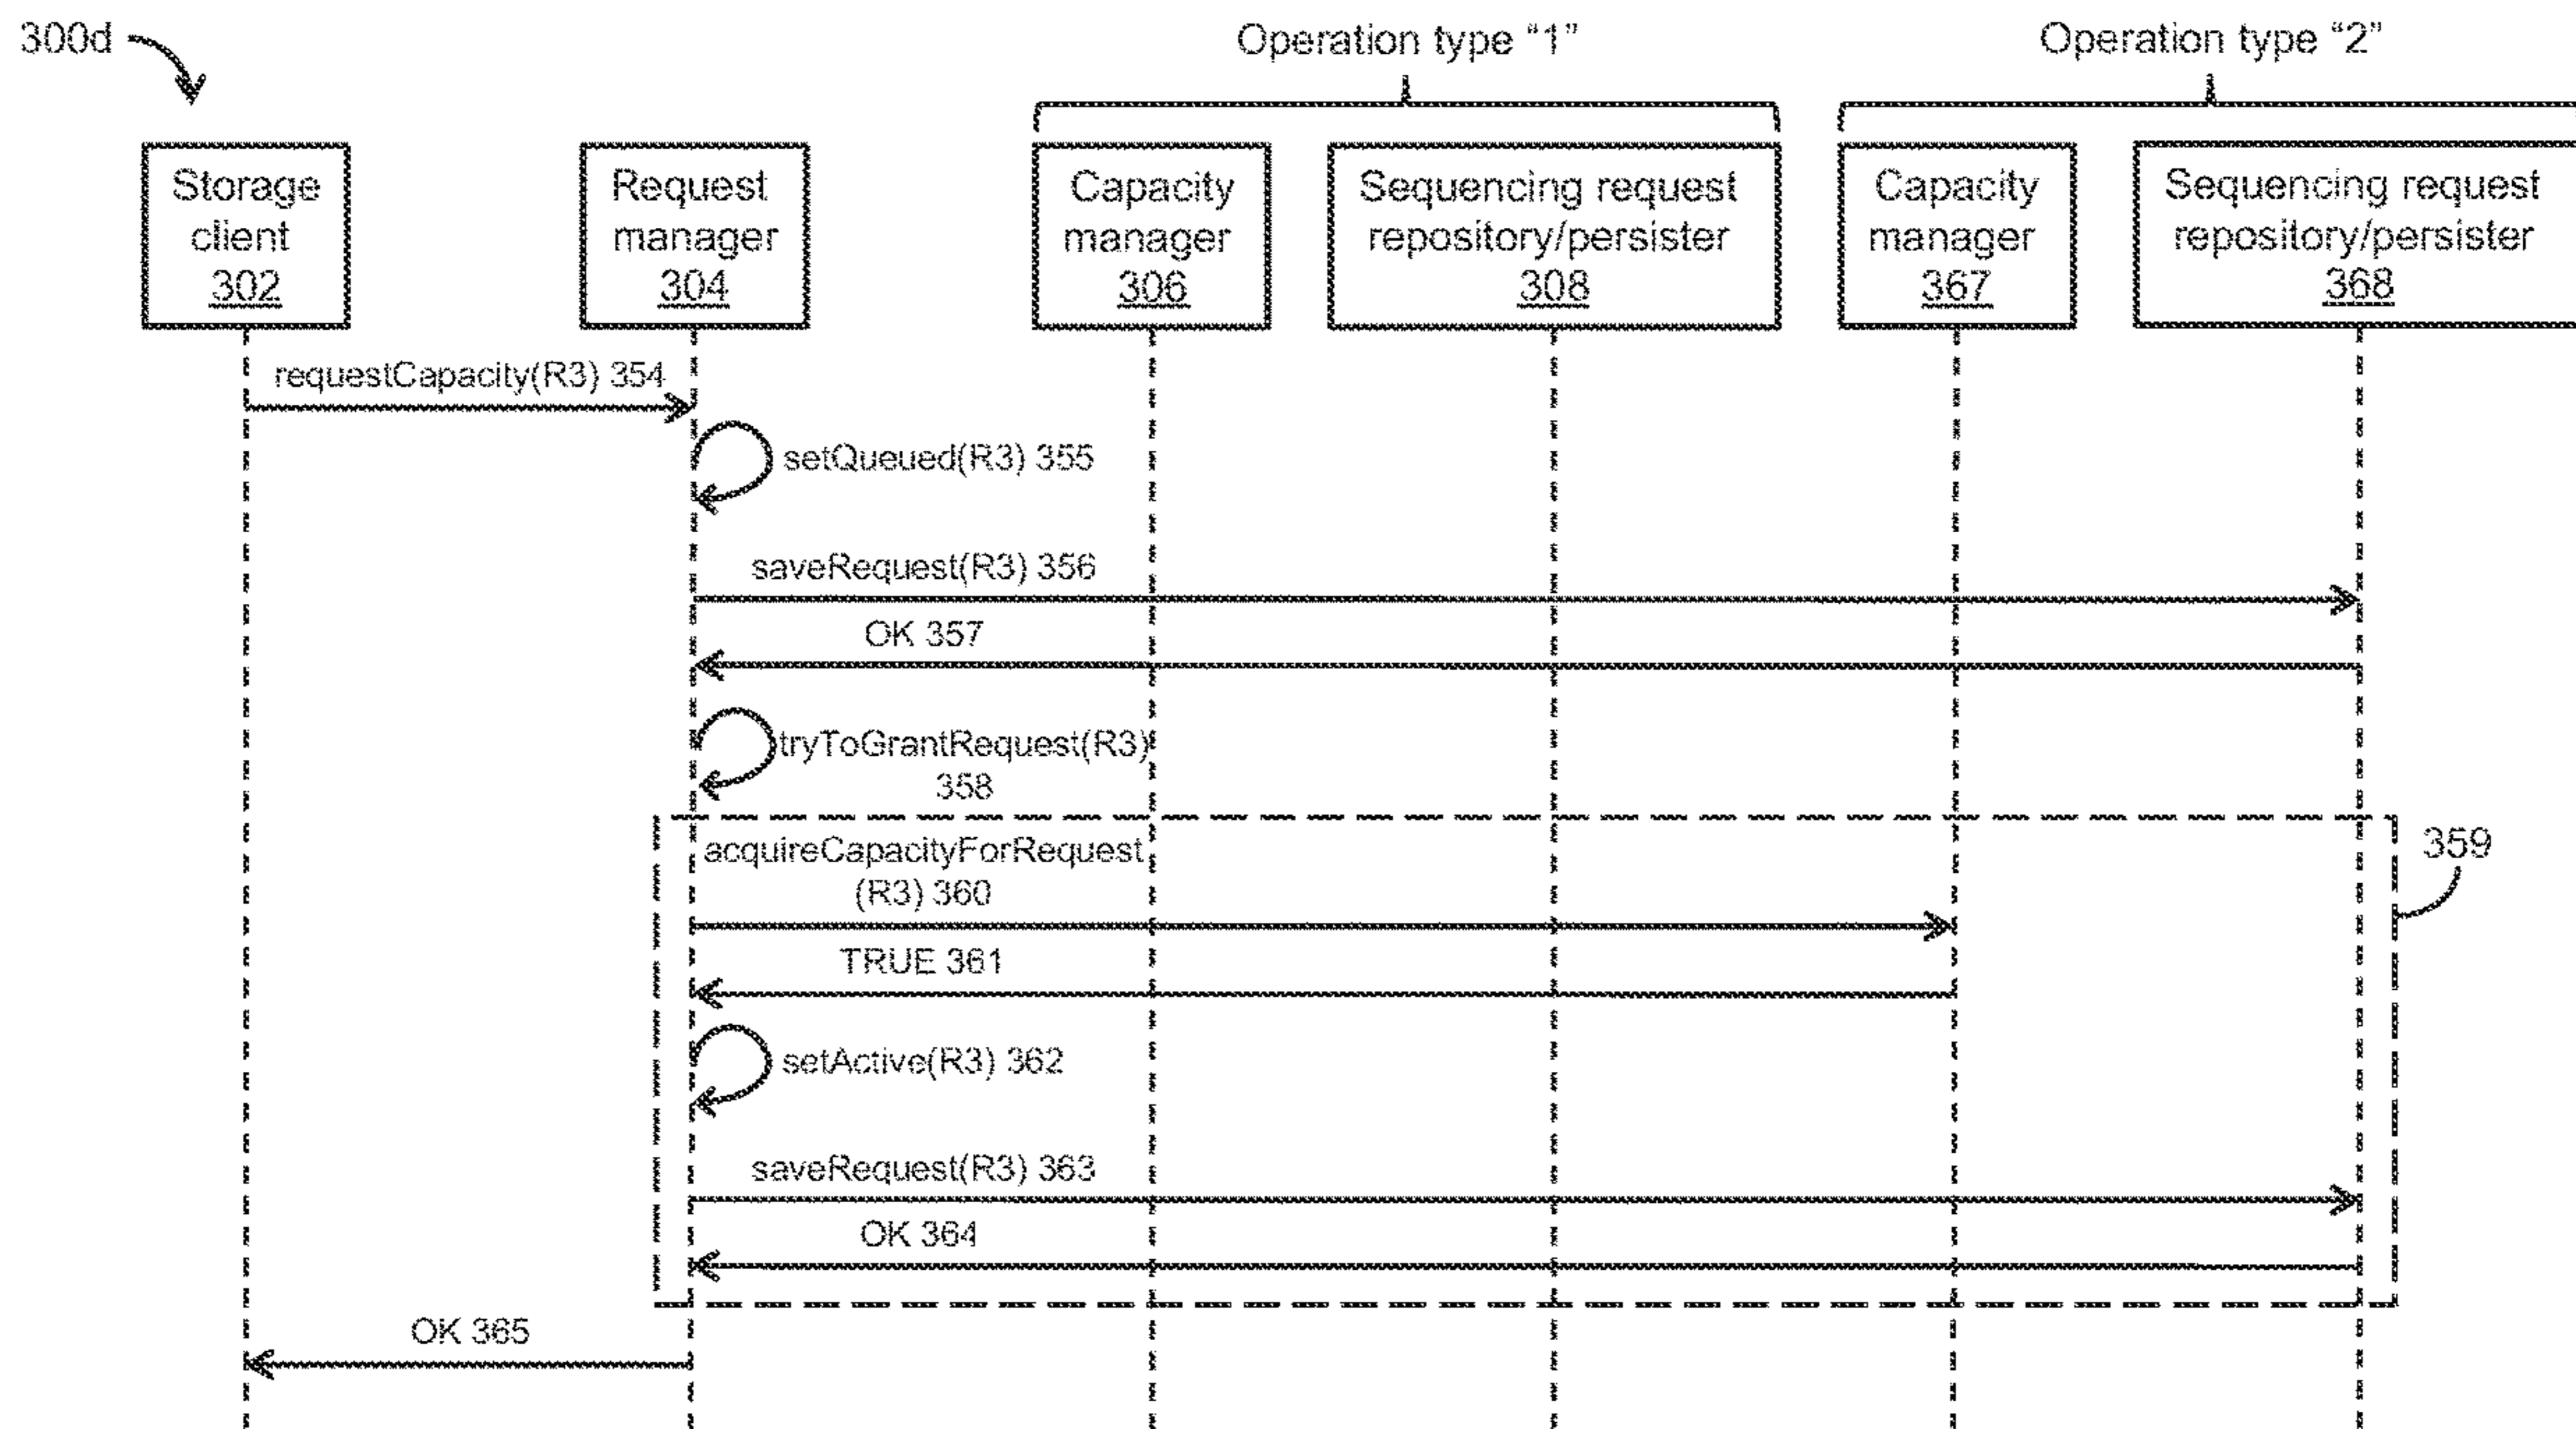 300d
Operation type “1”
Operation type “2”
Storage
client
302
Request
manager
304
Capacity
manager
306
Sequencing request
repository/persister
308
Capacity
manager
367
Sequencing request
repository/persister
368
requestCapacity(R3) 354
setQueued(R3) 355
saveRequest(R3) 356
OK 357
tryToGrantRequest(R3)
358
acquireCapacityForRequest
(R3) 360
359
TRUE 361
setActive(R3) 362
saveRequest(R3) 363
OK 364
OK 365